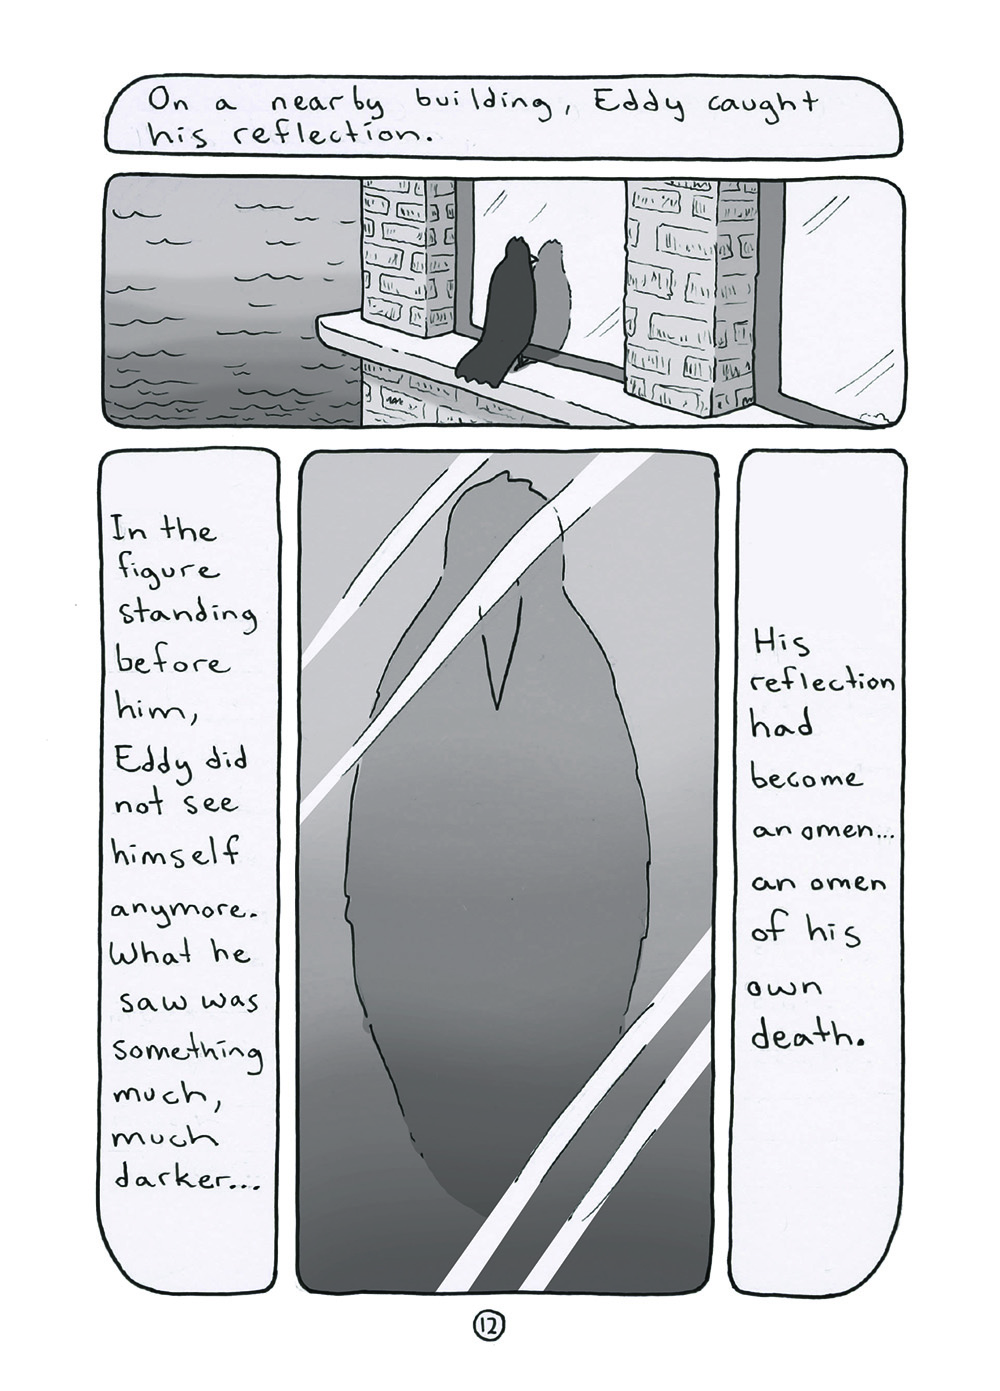 On a nearby building, Eddy caught
his reflection.
In the
figure
standing
before
him,
Eddy did
not see
himself
anymore.
What he
saw was
something
much,
much
darker...
His
reflection
had
become
an omen...
an omen
of his
own
death.
12